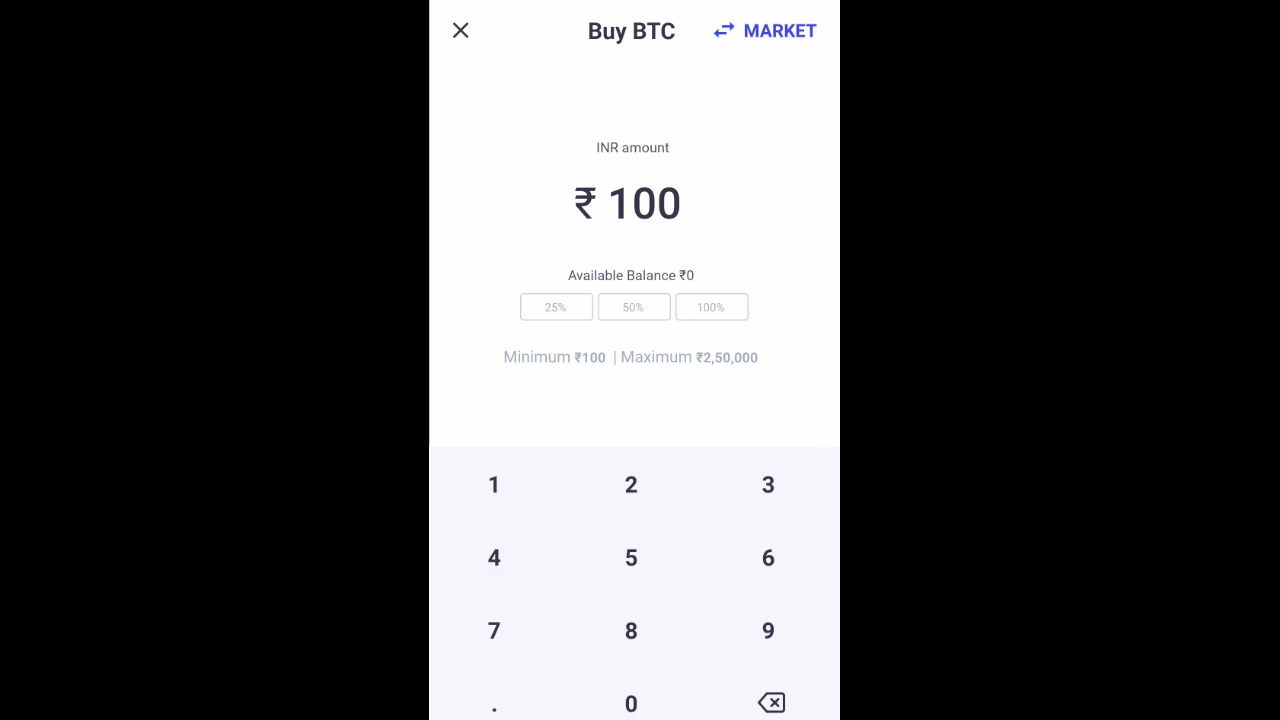 Buy BTC MARKET
INR amount
₹ 100
Available Balance ₹0
25% 50% 100%
Minimum ₹100 | Maximum ₹2,50,000
1 2 3
4 5 6
7 8 9
. 0